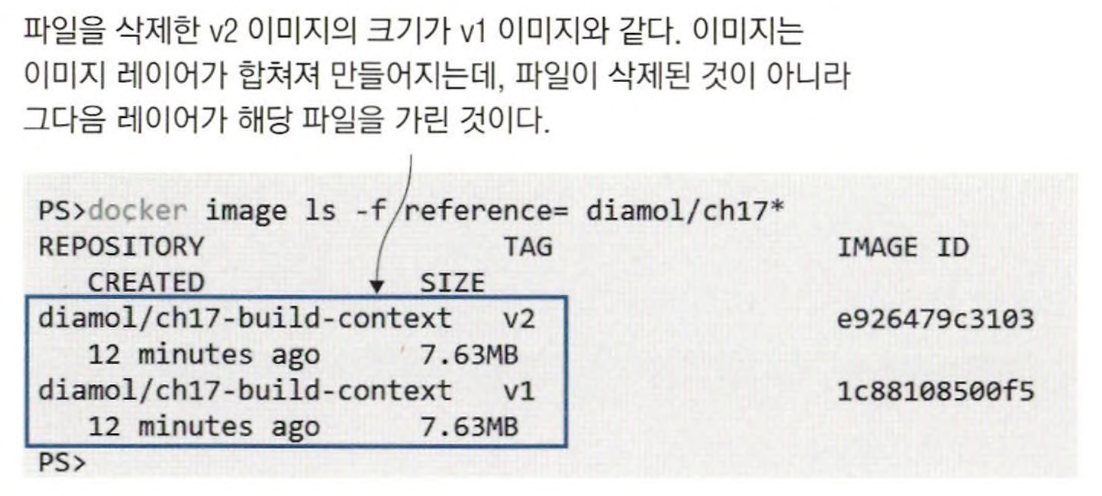 파일을 삭제한 v2 이미지의 크기가 v1 이미지와 같다. 이미지는
이미지 레이어가 합쳐져 만들어지는데, 파일이 삭제된 것이 아니라
그다음 레이어가 해당 파일을 가린 것이다.
PS>docker image ls -f reference= diamol/ch17*
REPOSITORY TAG IMAGE ID
CREATED SIZE
diamol/ch17-build-context v2 e926479c3103
12 minutes ago 7.63MB
diamol/ch17-build-context v1 1c88108500f5
12 minutes ago 7.63MB
PS>